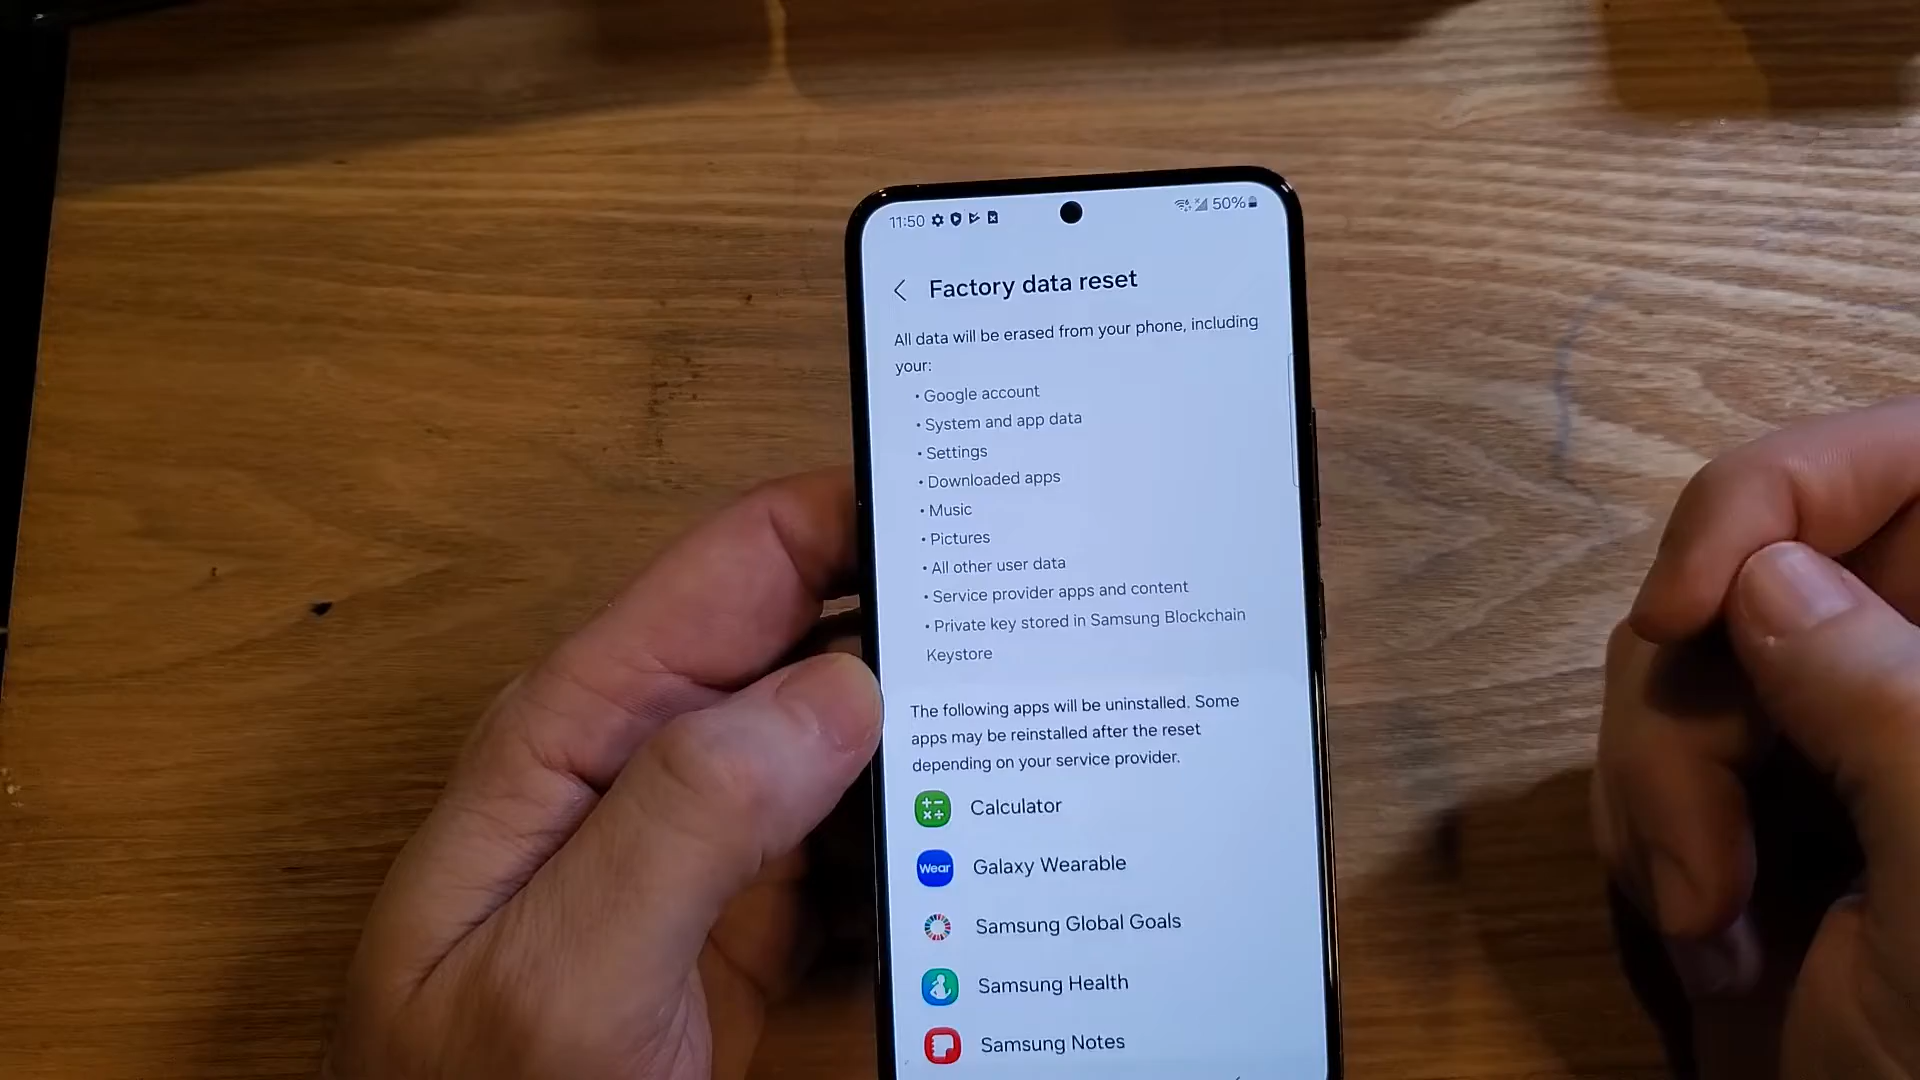 11:50 50%
Factory data reset
All data will be erased from your phone, including
your:
• Google account
• System and app data
• Settings
• Downloaded apps
• Music
• Pictures
• All other user data
• Service provider apps and content
• Private key stored in Samsung Blockchain
Keystore
The following apps will be uninstalled. Some
apps may be reinstalled after the reset
depending on your service provider.
Calculator
Wear Galaxy Wearable
Samsung Global Goals
Samsung Health
Samsung Notes